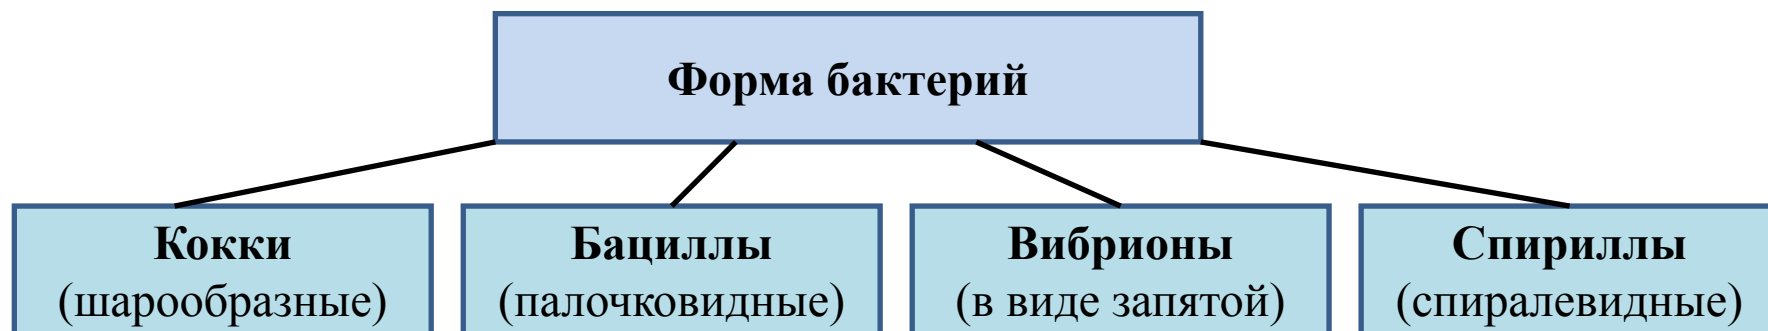 Форма бактерий
Кокки
(шарообразные)
Бациллы
(палочковидные)
Вибрионы
(в виде запятой)
Спириллы
(спиралевидные)